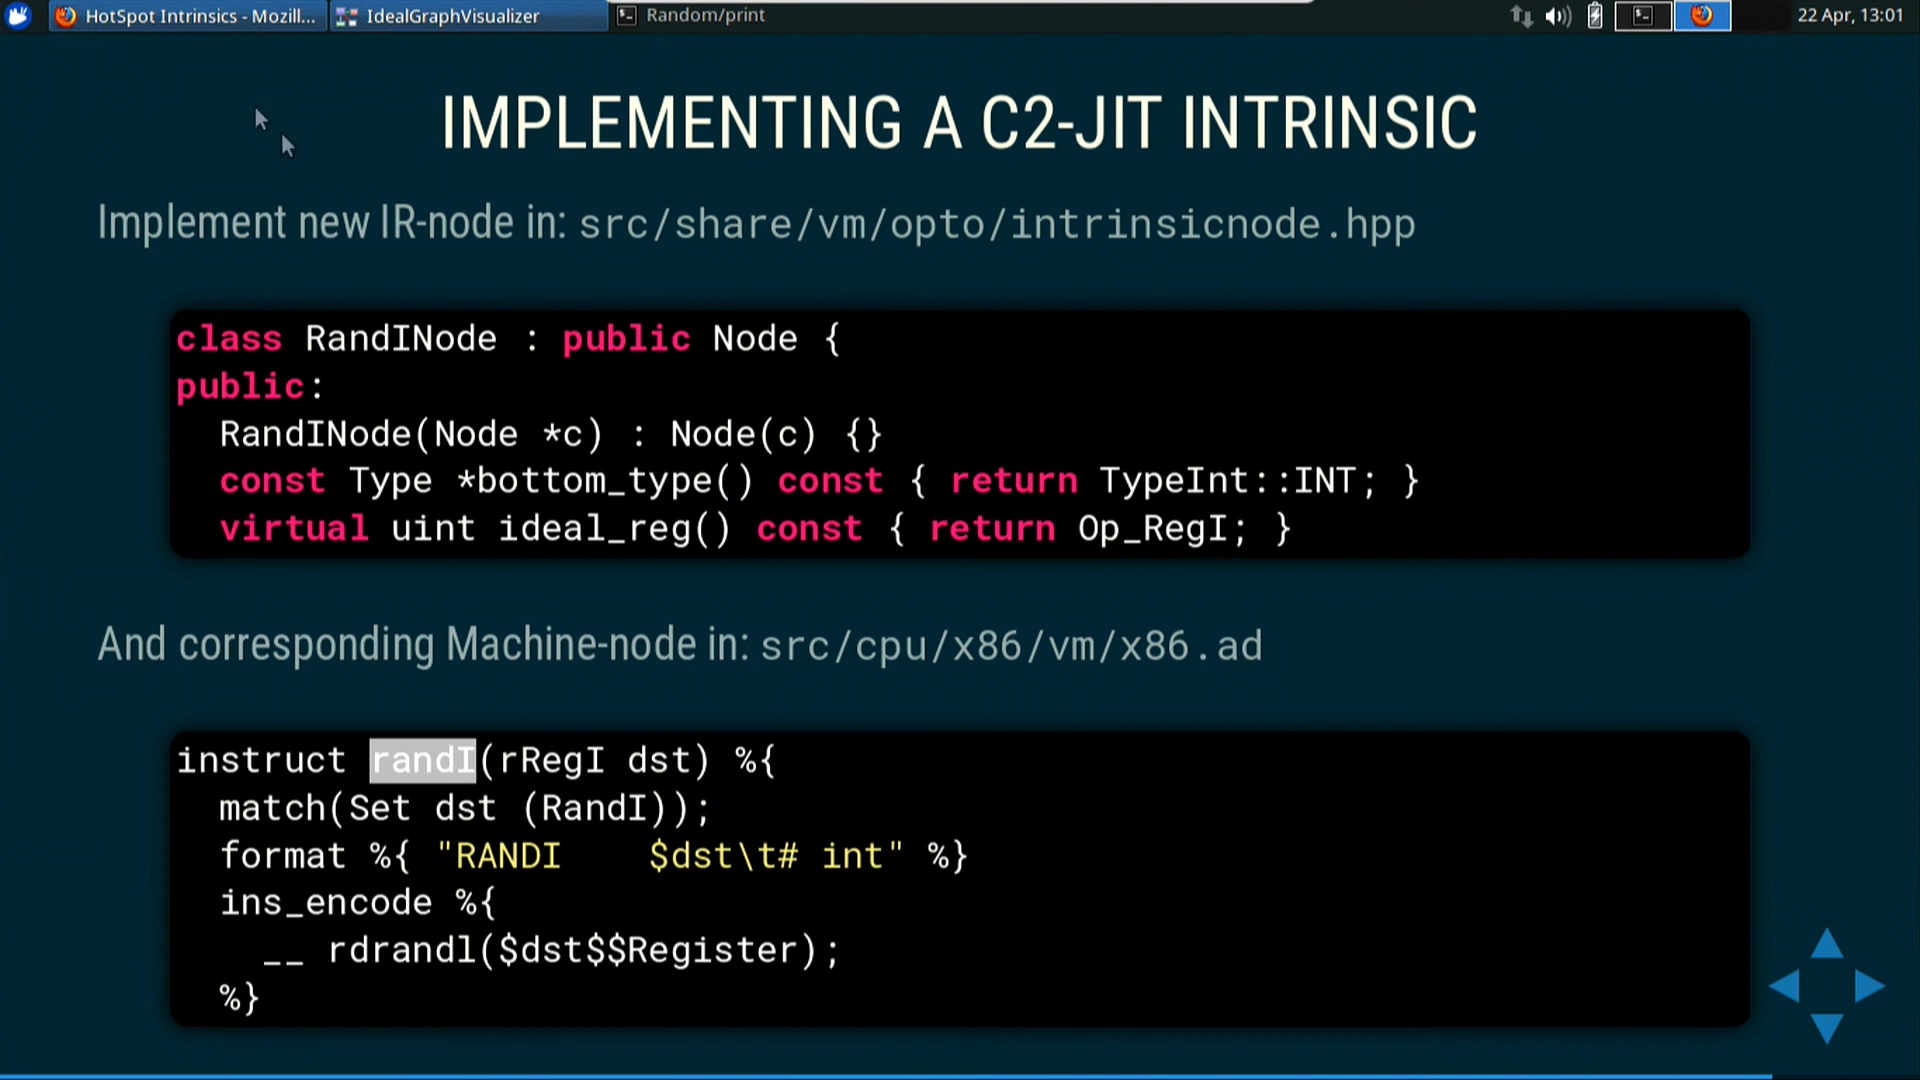 HotSpot Intrinsics - Mozill...
IdealGraphVisualizer
Random/print
22 Apr, 13:01
IMPLEMENTING A C2-JIT INTRINSIC
Implement new IR-node in: src/share/vm/opto/intrinsicnode.hpp
class RandINode : public Node {
public:
  RandINode(Node *c) : Node(c) {}
  const Type *bottom_type() const { return TypeInt::INT; }
  virtual uint ideal_reg() const { return Op_RegI; }
And corresponding Machine-node in: src/cpu/x86/vm/x86.ad
instruct randI(rRegI dst) %{
  match(Set dst (RandI));
  format %{ "RANDI    $dst\t# int" %}
  ins_encode %{
    __ rdrandl($dst$$Register);
  %}